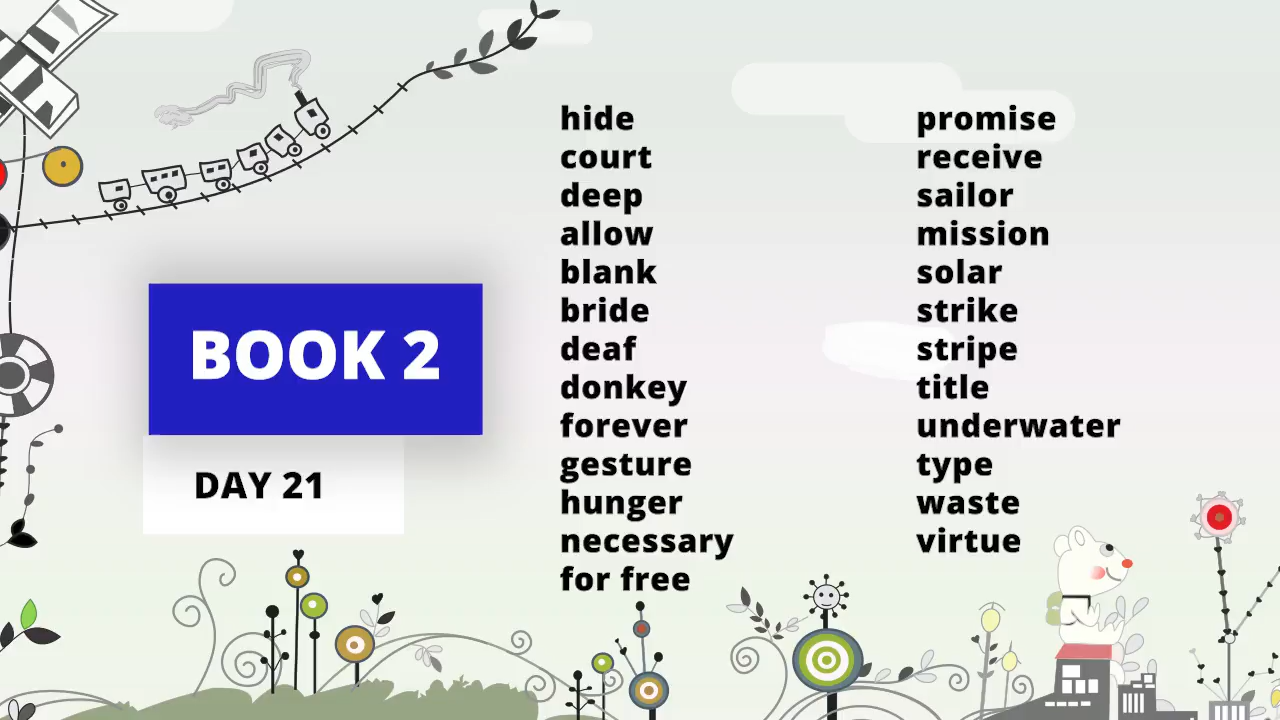 BOOK 2
DAY 21
hide
court
deep
allow
blank
bride
deaf
donkey
forever
gesture
hunger
necessary
for free
promise
receive
sailor
mission
solar
strike
stripe
title
underwater
type
waste
virtue